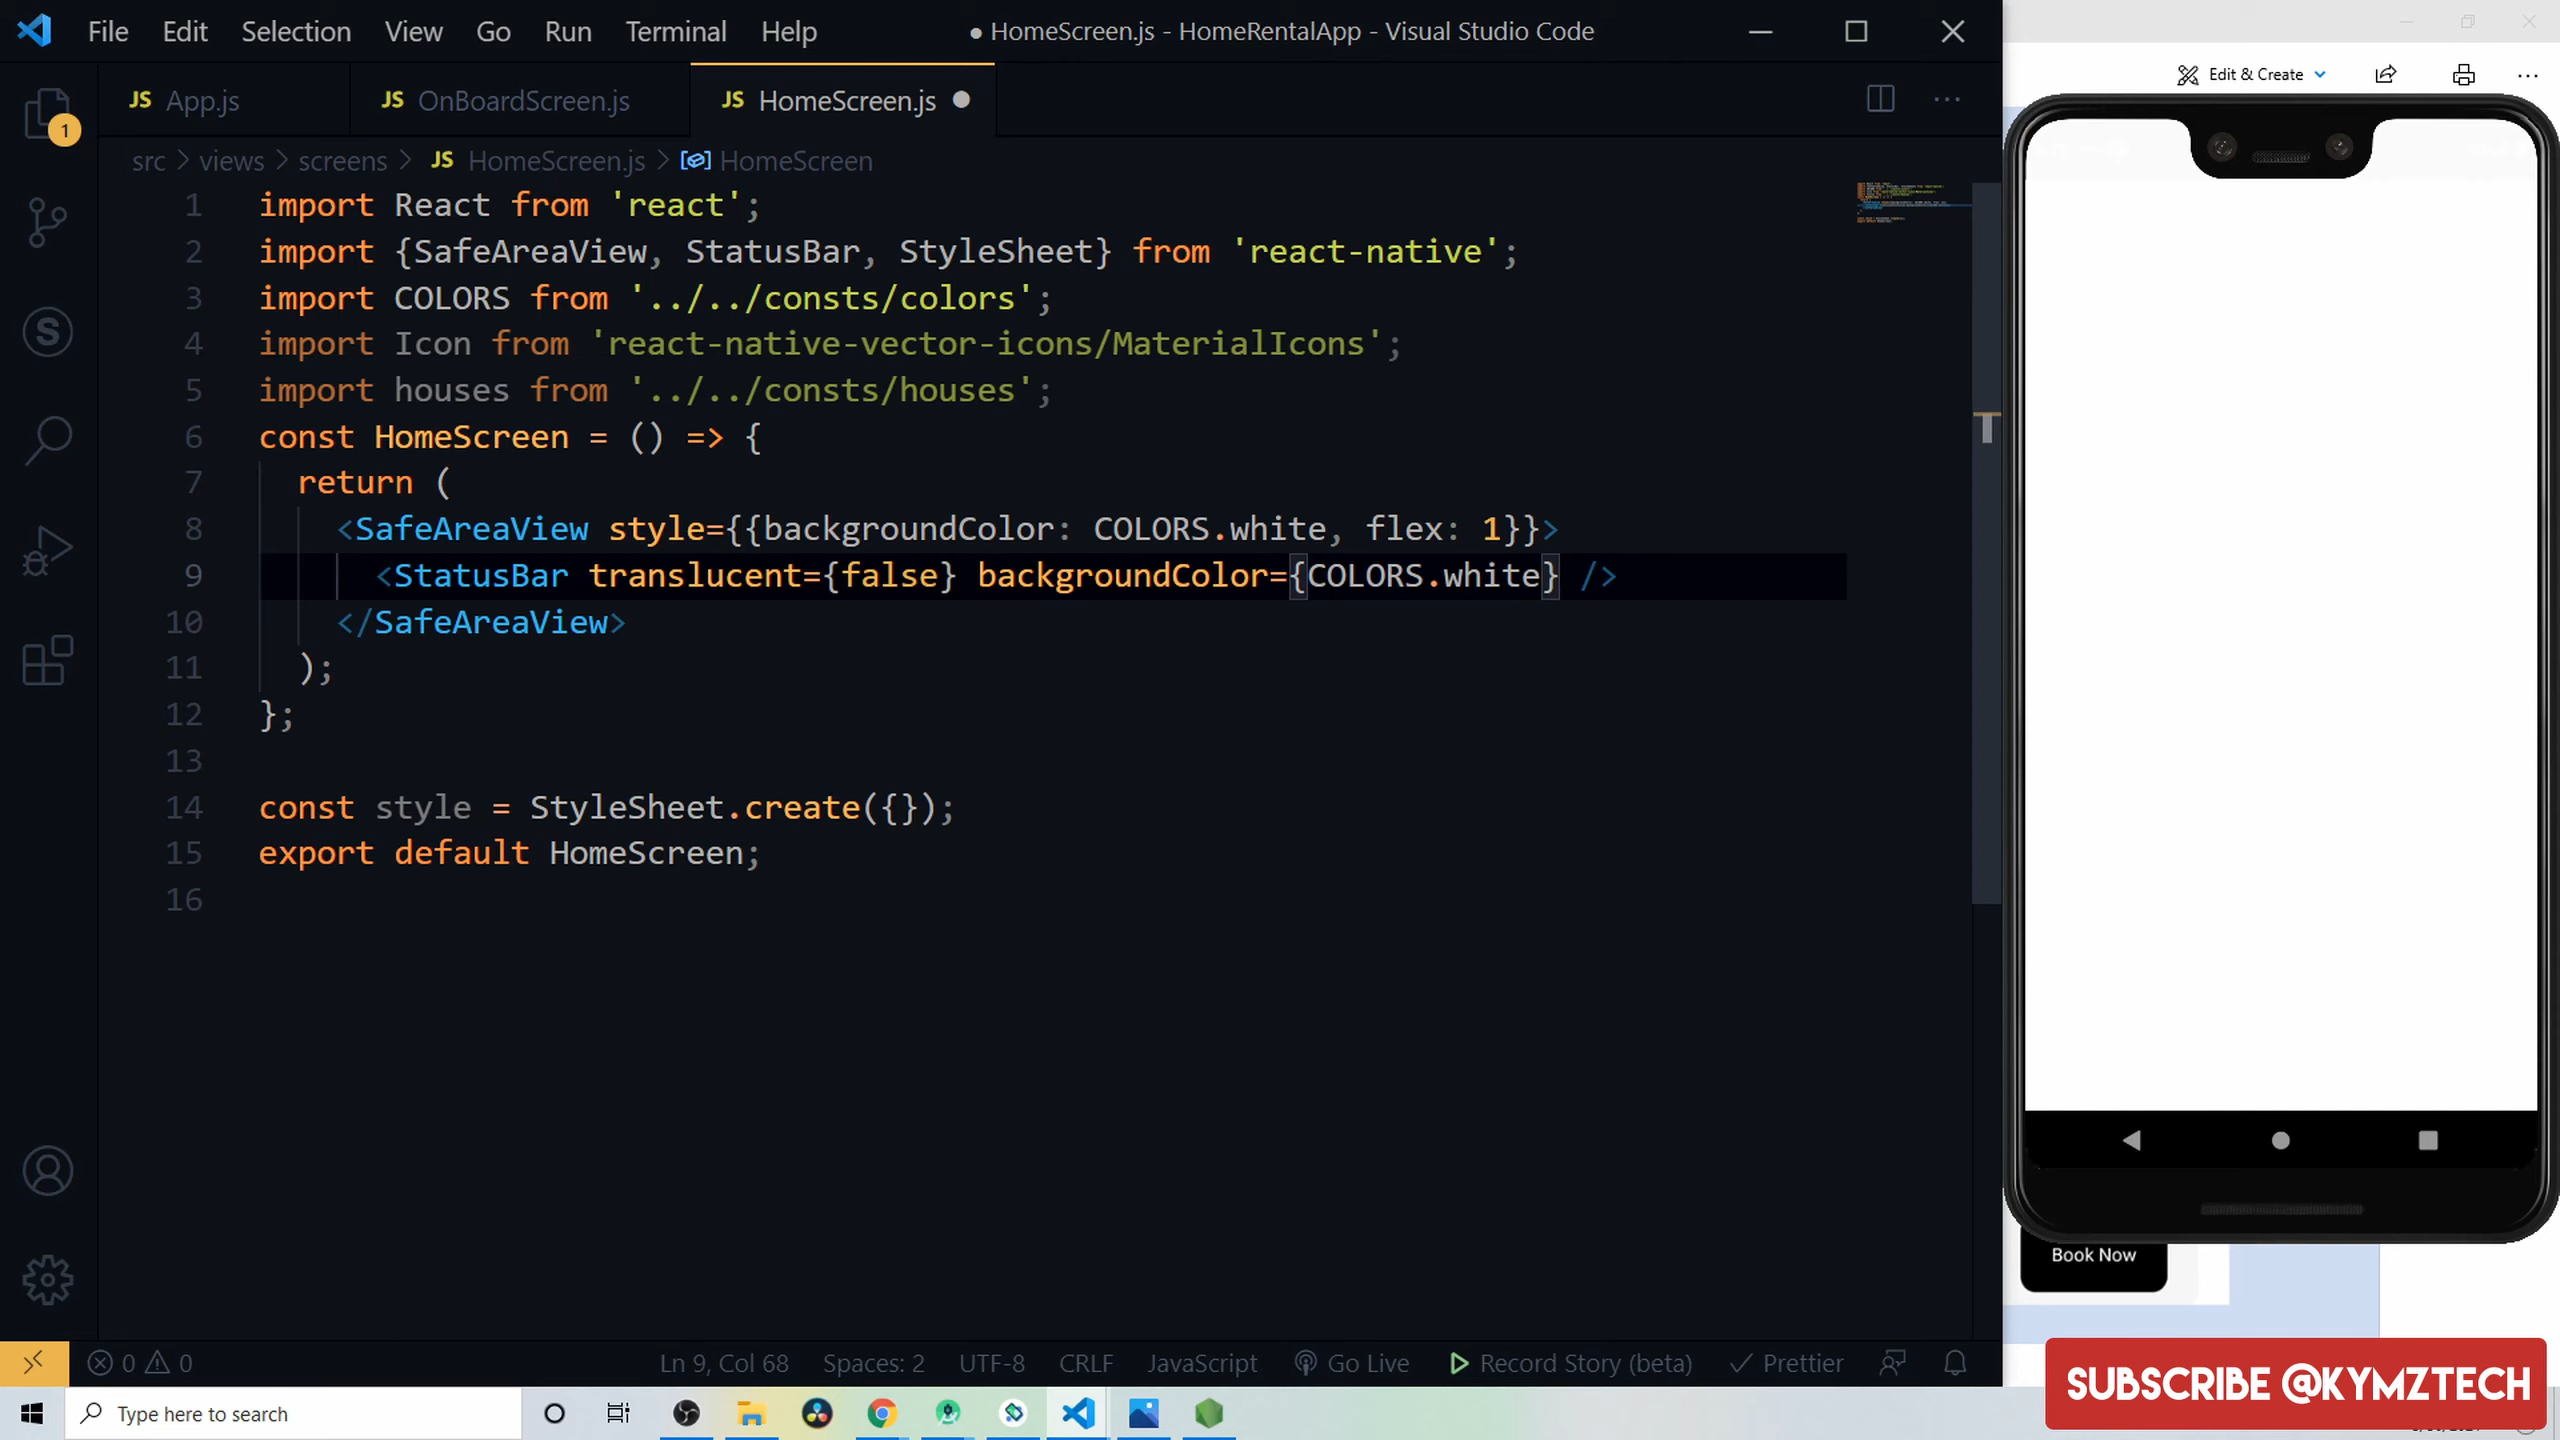 File Edit Selection View Go Run Terminal Help ● HomeScreen.js - HomeRentalApp - Visual Studio Code
JS App.js JS OnBoardScreen.js JS HomeScreen.js
Edit & Create
1
src > views > screens > JS HomeScreen.js > HomeScreen
1 import React from 'react';
2 import {SafeAreaView, StatusBar, StyleSheet} from 'react-native';
3 import COLORS from '../../consts/colors';
4 import Icon from 'react-native-vector-icons/MaterialIcons';
5 import houses from '../../consts/houses';
6 const HomeScreen = () => {
7 return (
8 <SafeAreaView style={{backgroundColor: COLORS.white, flex: 1}}>
9 <StatusBar translucent={false} backgroundColor={COLORS.white} />
10 </SafeAreaView>
11 );
12 };
13
14 const style = StyleSheet.create({});
15 export default HomeScreen;
16
Book Now
0 0 Ln 9, Col 68 Spaces: 2 UTF-8 CRLF JavaScript Go Live Record Story (beta) Prettier
SUBSCRIBE @KYMZTECH
Type here to search